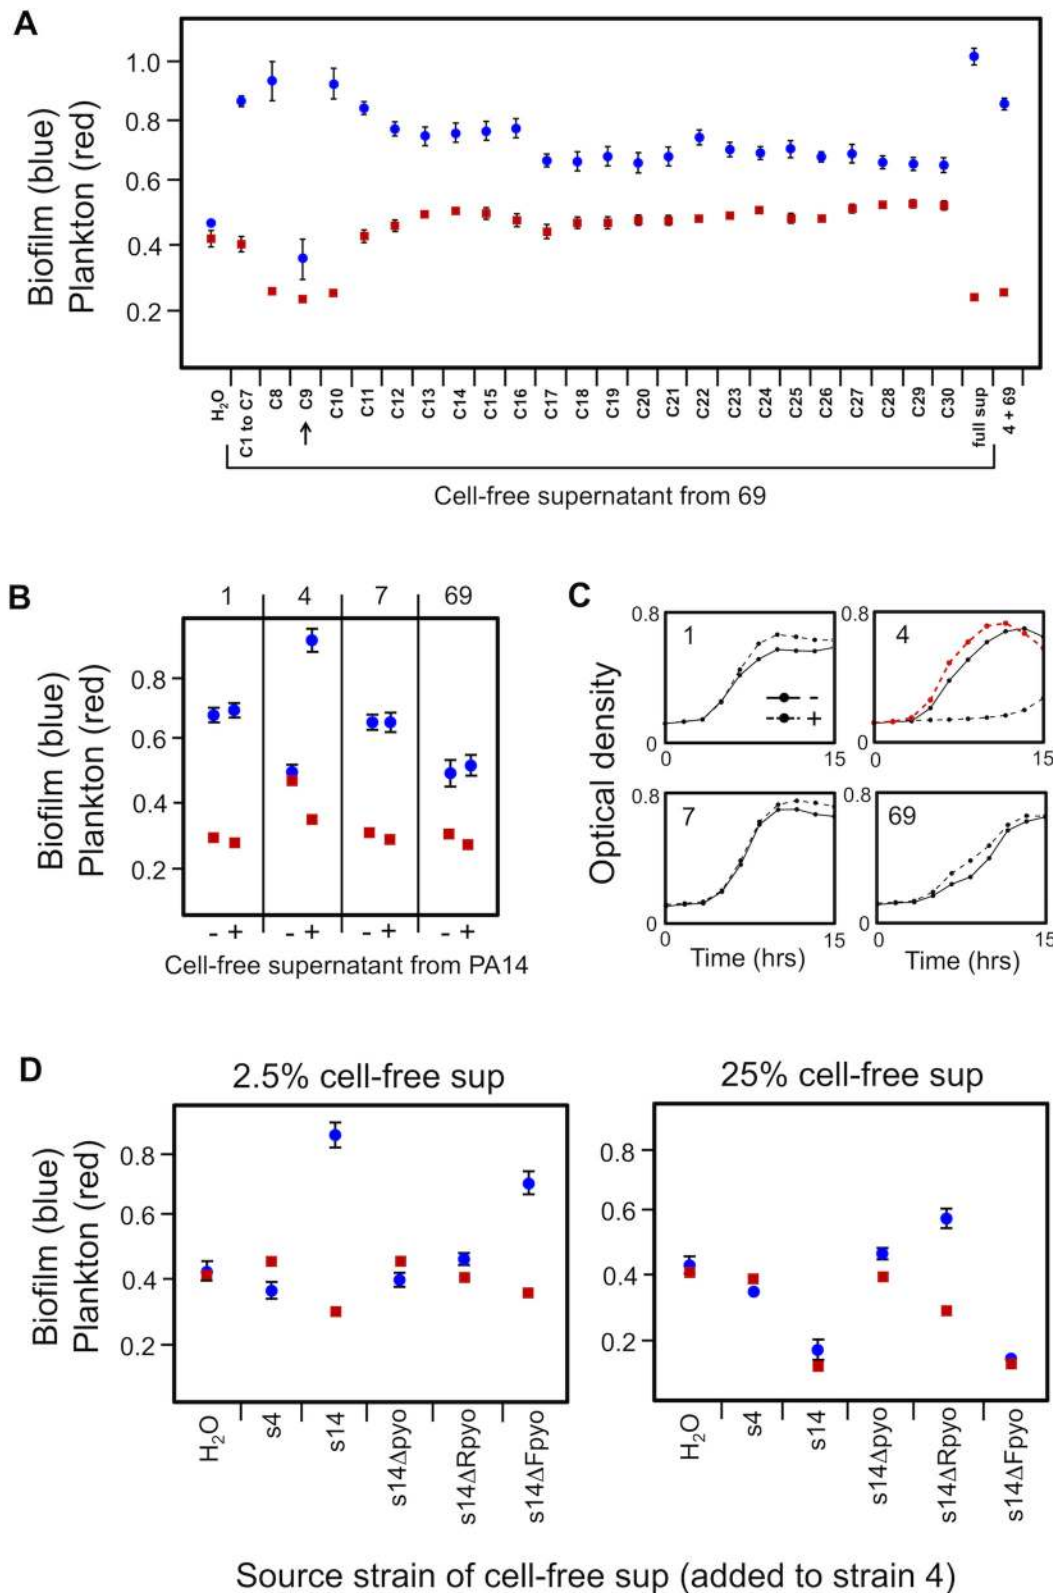 A
Biofilm (blue)
Plankton (red)
1.0
0.8
0.6
0.4
0.2
H₂O
C1 to C7
C8
C9
C10
C11
C12
C13
C14
C15
C16
C17
C18
C19
C20
C21
C22
C23
C24
C25
C26
C27
C28
C29
C30
full sup
4 + 69
Cell-free supernatant from 69
B
1 4 7 69
Biofilm (blue)
Plankton (red)
0.8
0.6
0.4
0.2
- + - + - + - +
Cell-free supernatant from PA14
C
Optical density
0.8
1
-
+
0
0 15
0.8
4
0
0 15
0.8
7
0
0 15
0.8
69
0
0 15
Time (hrs) Time (hrs)
D
2.5% cell-free sup
Biofilm (blue)
Plankton (red)
0.8
0.6
0.4
0.2
H₂O
s4
s14
s14Δpyo
s14ΔRpyo
s14ΔFpyo
25% cell-free sup
0.8
0.6
0.4
0.2
H₂O
s4
s14
s14Δpyo
s14ΔRpyo
s14ΔFpyo
Source strain of cell-free sup (added to strain 4)